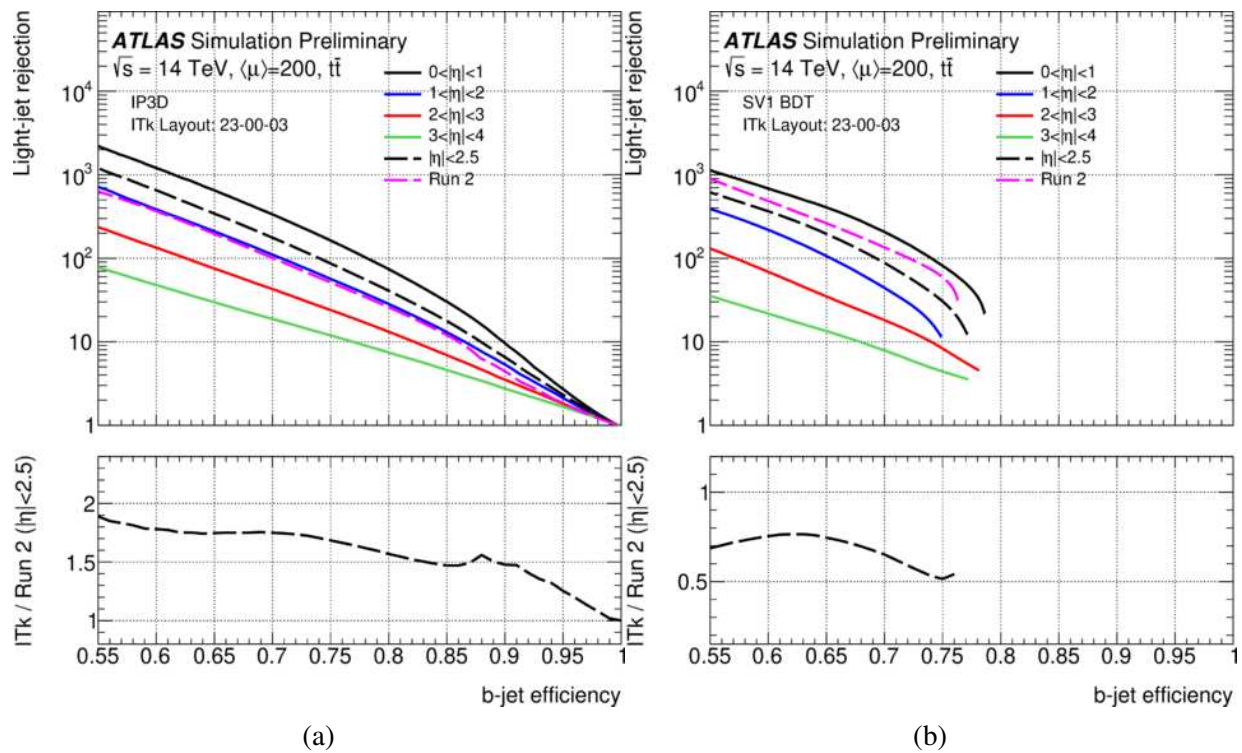 Light-jet rejection
ATLAS Simulation Preliminary
√s = 14 TeV, ⟨μ⟩=200, tt̄
IP3D
ITk Layout: 23-00-03
0<|η|<1
1<|η|<2
2<|η|<3
3<|η|<4
|η|<2.5
Run 2
10⁴
10³
10²
10
1
ITk / Run 2 (|η|<2.5)
2
1.5
1
0.55 0.6 0.65 0.7 0.75 0.8 0.85 0.9 0.95 1
b-jet efficiency
(a)
Light-jet rejection
ATLAS Simulation Preliminary
√s = 14 TeV, ⟨μ⟩=200, tt̄
SV1 BDT
ITk Layout: 23-00-03
0<|η|<1
1<|η|<2
2<|η|<3
3<|η|<4
|η|<2.5
Run 2
10⁴
10³
10²
10
1
ITk / Run 2 (|η|<2.5)
1
0.5
0.55 0.6 0.65 0.7 0.75 0.8 0.85 0.9 0.95 1
b-jet efficiency
(b)